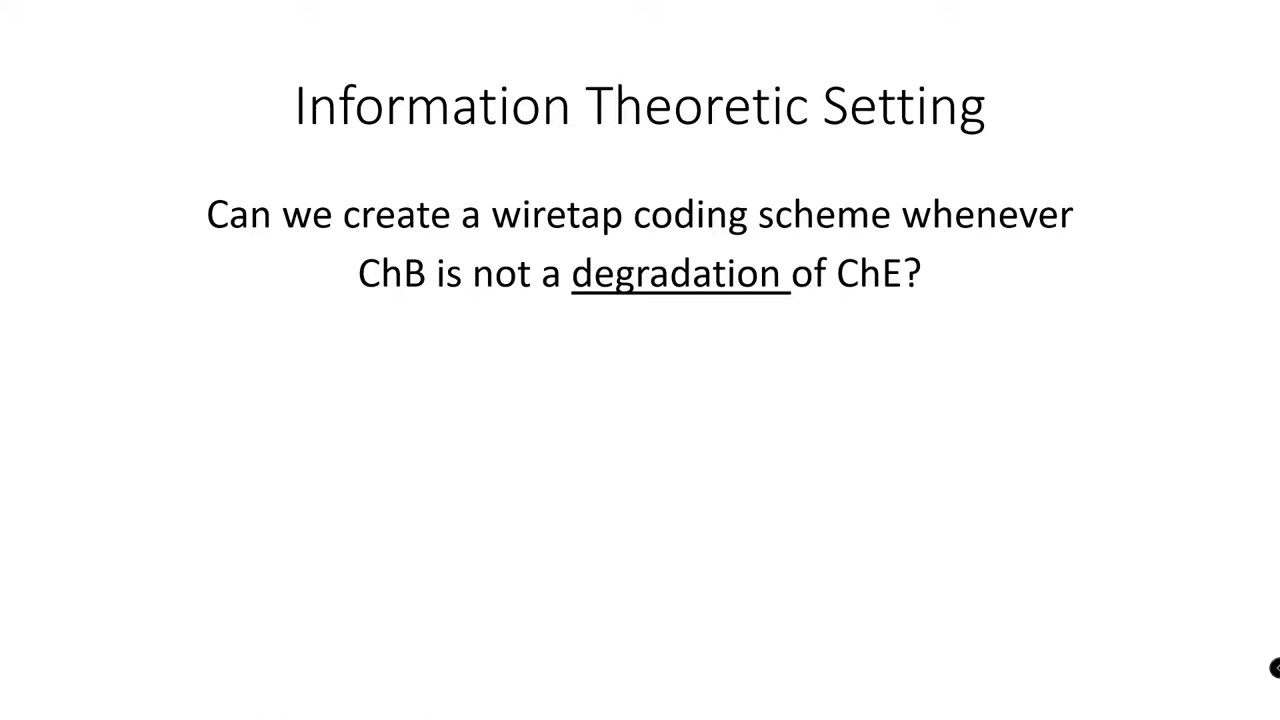 Information Theoretic Setting
Can we create a wiretap coding scheme whenever
ChB is not a degradation of ChE?